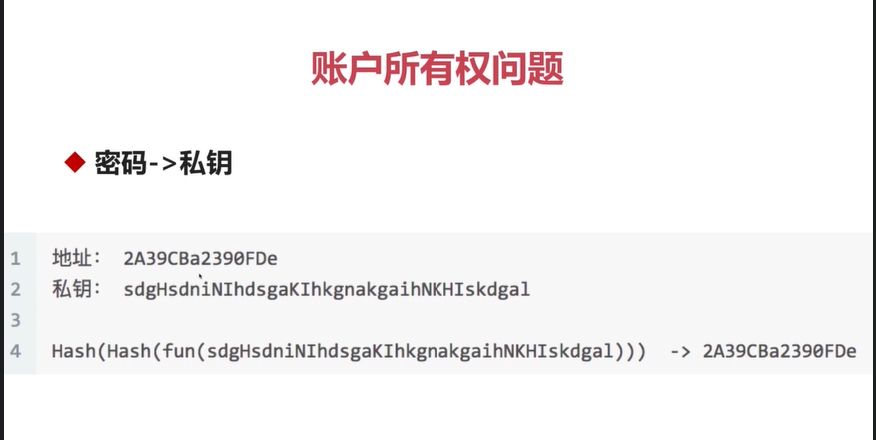 账户所有权问题
◆ 密码->私钥
1 地址： 2A39CBa2390FDe
2 私钥： sdgHsdniNIhdsgaKIhkgnakgaihNKHIskdgal
3
4 Hash(Hash(fun(sdgHsdniNIhdsgaKIhkgnakgaihNKHIskdgal))) -> 2A39CBa2390FDe